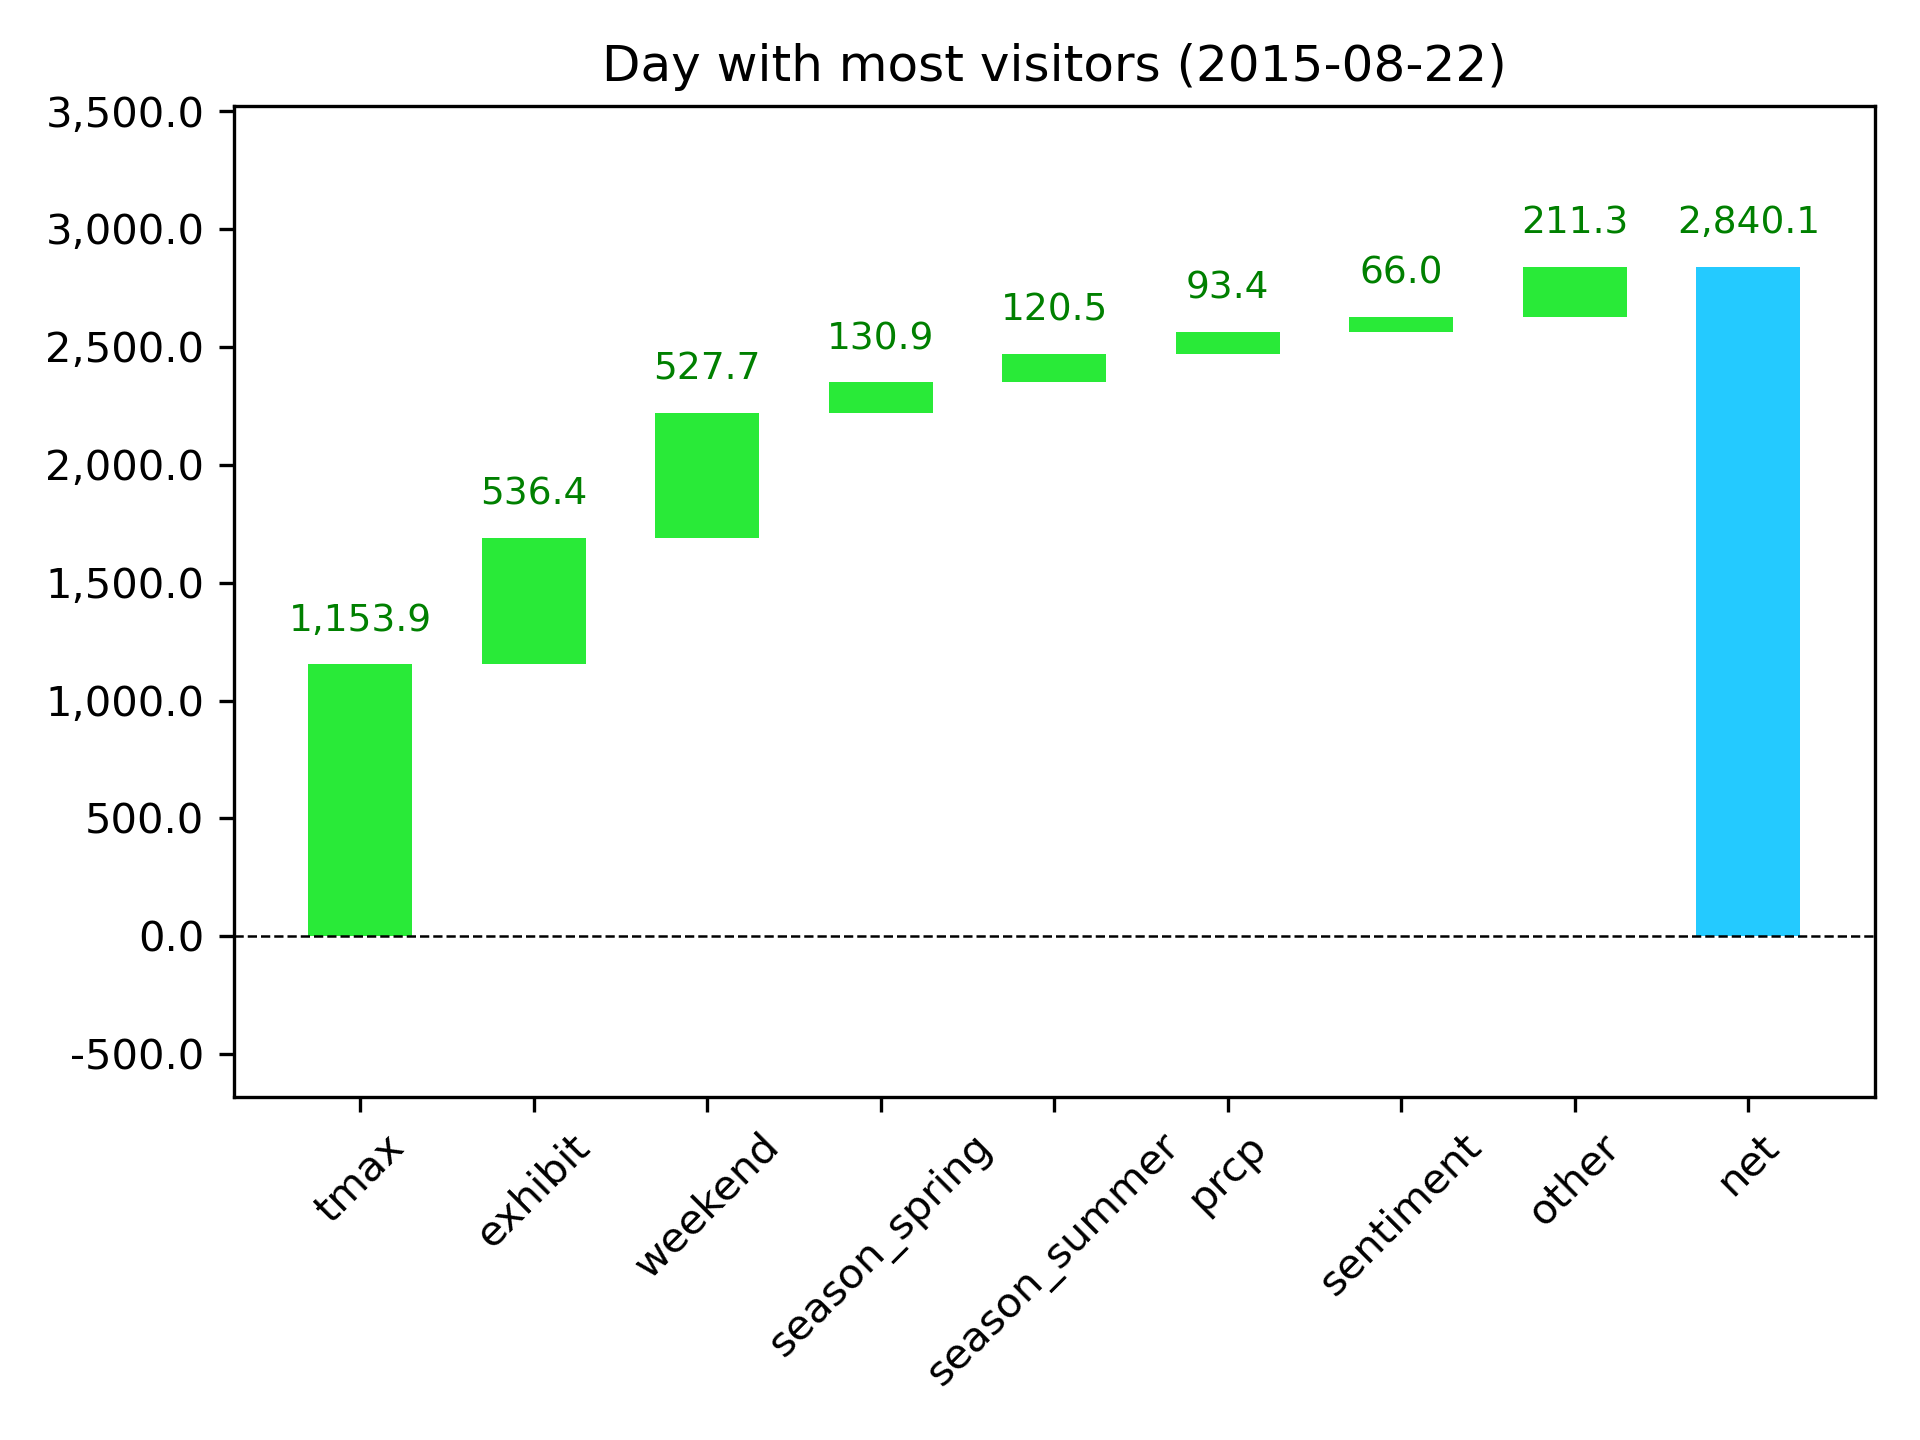 Day with most visitors (2015-08-22)
3,500.0
3,000.0
2,500.0
2,000.0
1,500.0
1,000.0
500.0
0.0
-500.0
1,153.9
536.4
527.7
130.9
120.5
93.4
66.0
211.3
2,840.1
tmax
exhibit
weekend
season_spring
season_summer
prcp
sentiment
other
net